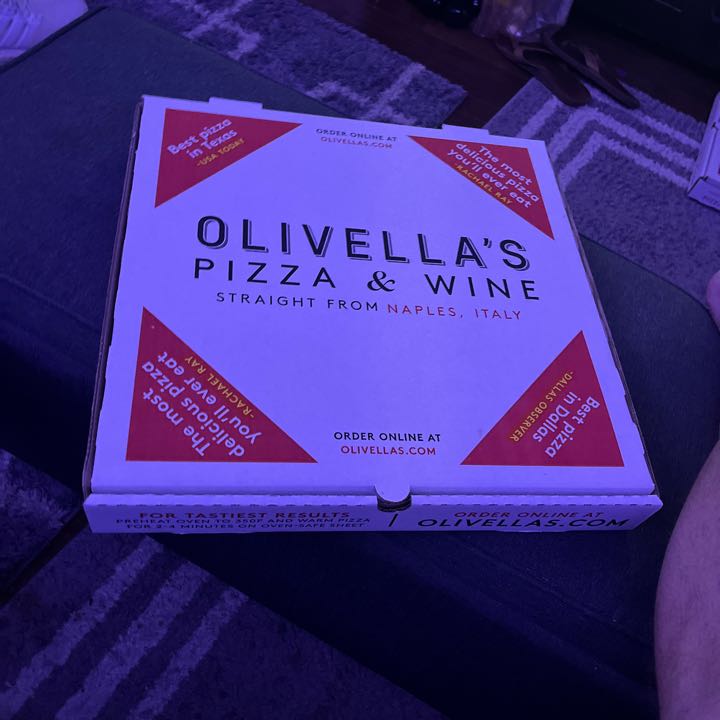 Best pizza
in Texas
-USA TODAY
ORDER ONLINE AT
OLIVELLAS.COM
The most
delicious pizza
you'll ever eat
-RACHAEL RAY
OLIVELLA'S
PIZZA & WINE
STRAIGHT FROM NAPLES, ITALY
The most
delicious pizza
you'll ever eat
-RACHAEL RAY
ORDER ONLINE AT
OLIVELLAS.COM
Best pizza
in Dallas
-DALLAS OBSERVER
FOR TASTIEST RESULTS
PREHEAT OVEN TO 350F AND WARM PIZZA
FOR 2-4 MINUTES ON OVEN-SAFE SHEET
ORDER ONLINE AT
OLIVELLAS.COM